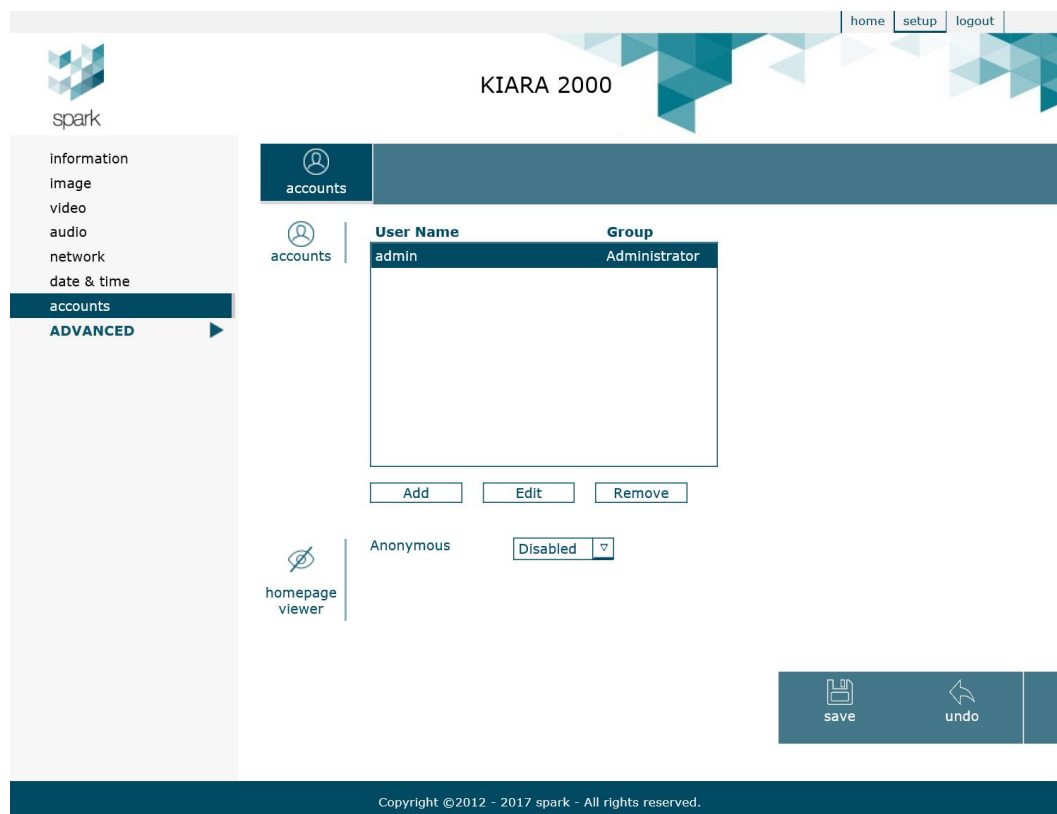 home setup logout
KIARA 2000
spark
information
image
video
audio
network
date & time
accounts
ADVANCED
accounts
accounts
User Name Group
admin Administrator
Add Edit Remove
homepage
viewer
Anonymous Disabled
save undo
Copyright ©2012 - 2017 spark - All rights reserved.